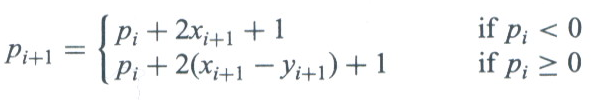 p_{i+1} = { p_i + 2x_{i+1} + 1 if p_i < 0
p_i + 2(x_{i+1} − y_{i+1}) + 1 if p_i ≥ 0